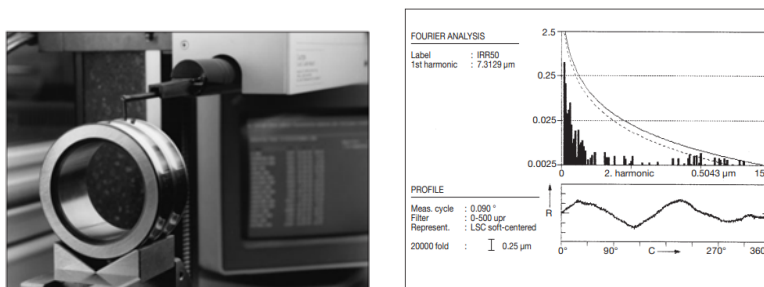 FOURIER ANALYSIS
Label : IRR50
1st harmonic : 7.3129 µm
2.5
0.25
0.025
0.0025
0 2. harmonic 0.5043 µm 15
PROFILE
Meas. cycle : 0.090 °
Filter : 0-500 upr
Represent. : LSC soft-centered
20000 fold : 0.25 µm
R
0° 90° C 270° 360